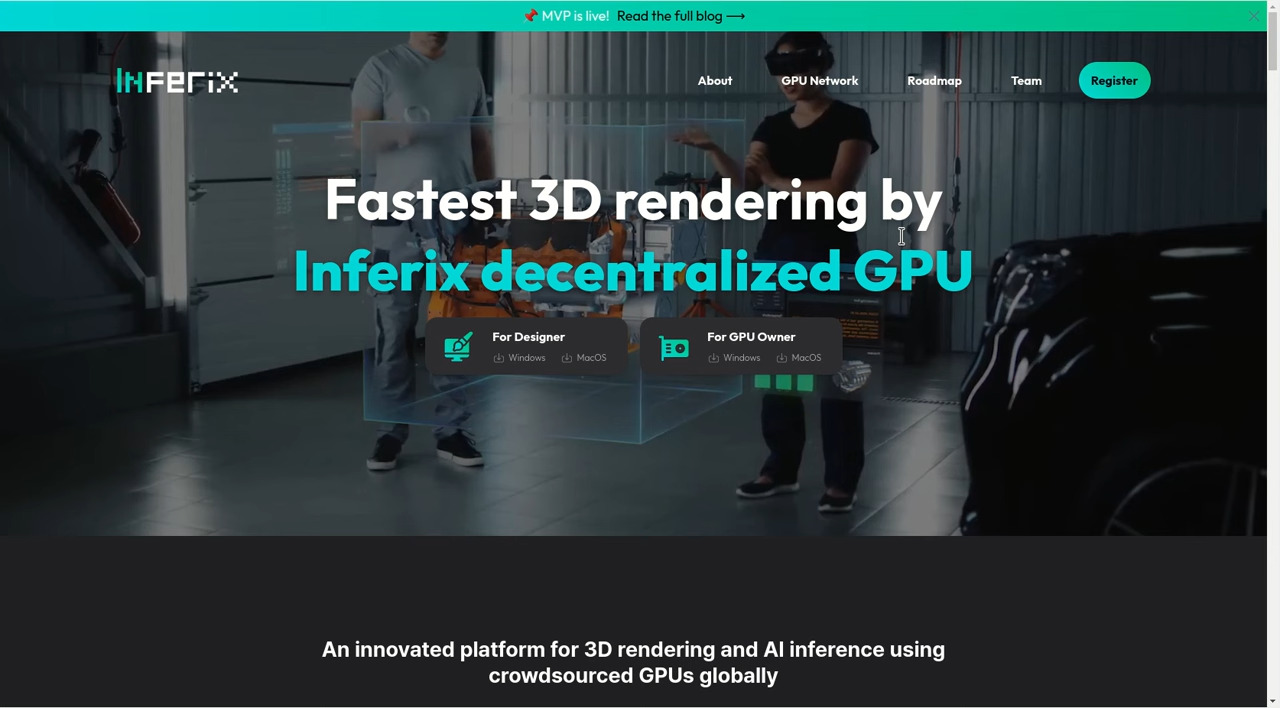 MVP is live! Read the full blog ⟶
Inferix
About GPU Network Roadmap Team Register
Fastest 3D rendering by
Inferix decentralized GPU
For Designer
Windows MacOS
For GPU Owner
Windows MacOS
An innovated platform for 3D rendering and AI inference using
crowdsourced GPUs globally